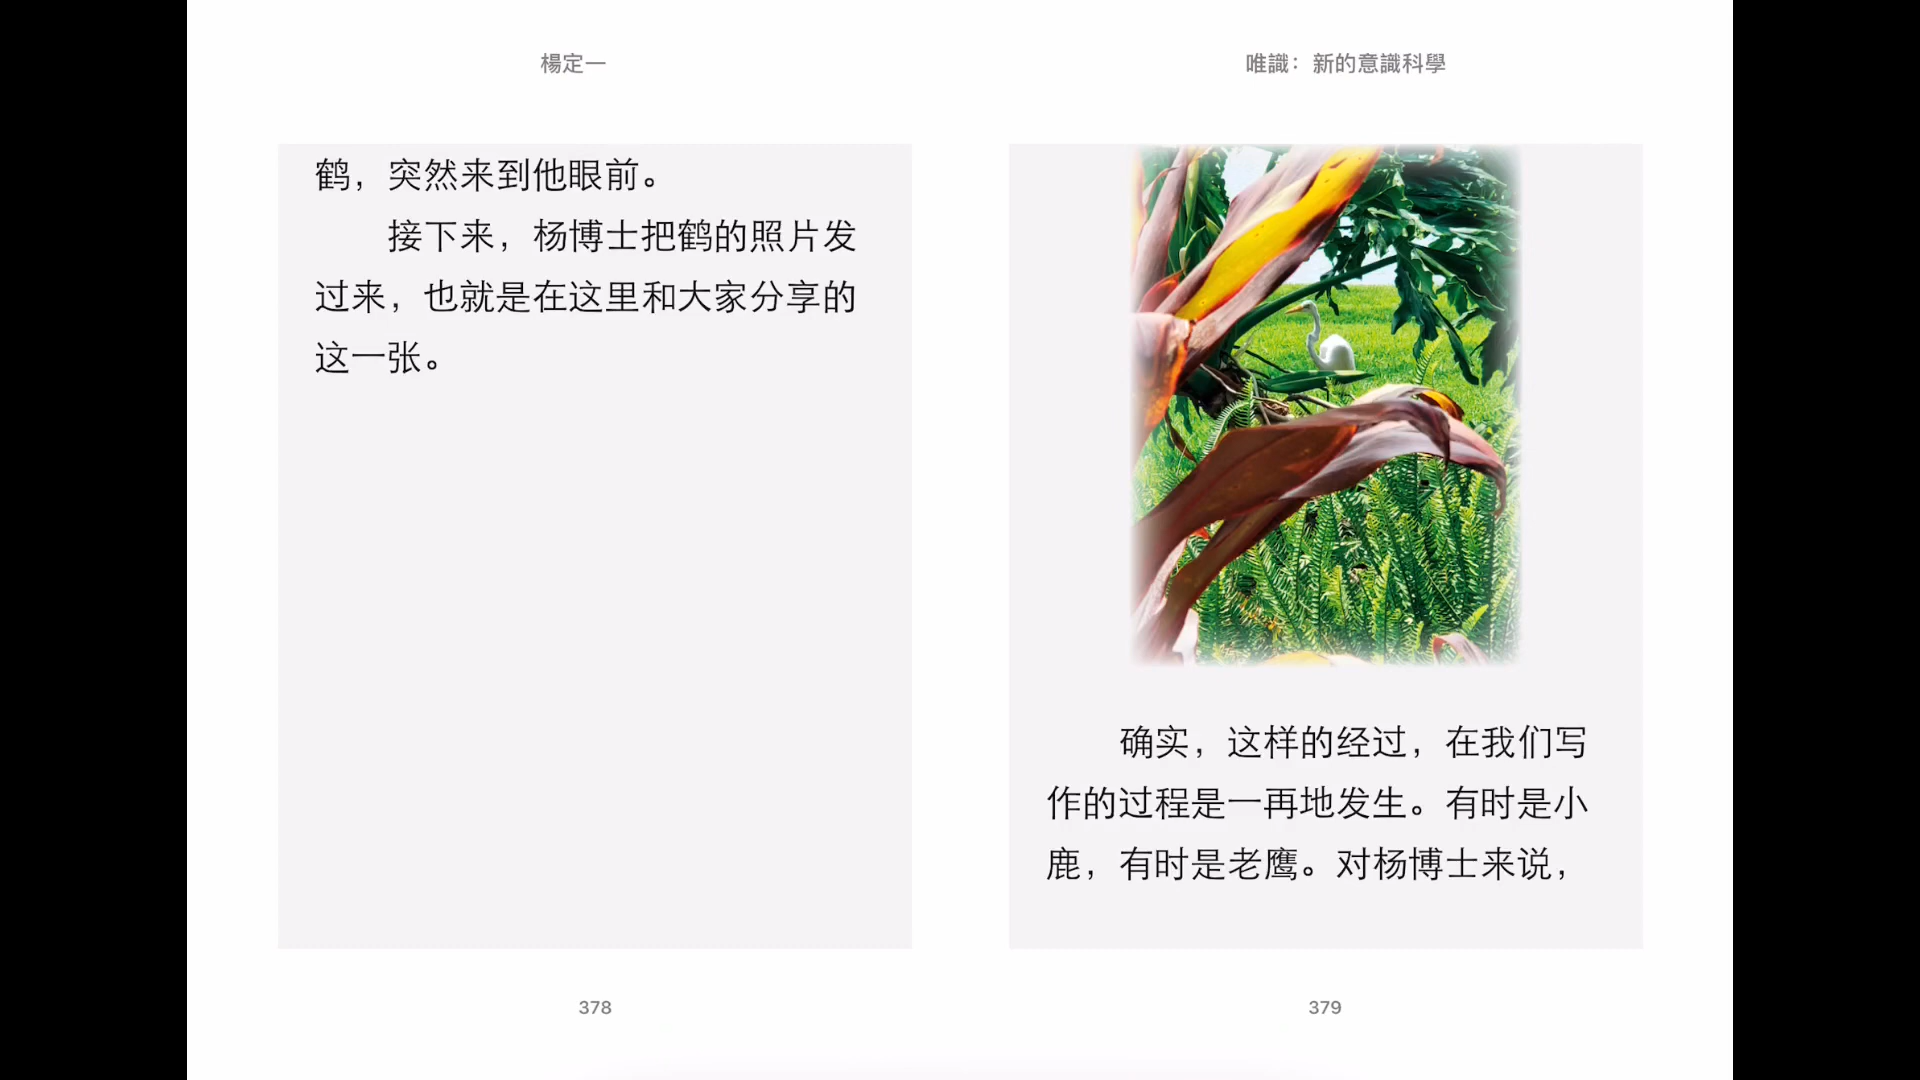 楊定一
鹤，突然来到他眼前。
接下来，杨博士把鹤的照片发
过来，也就是在这里和大家分享的
这一张。
378
唯識：新的意識科學
确实，这样的经过，在我们写
作的过程是一再地发生。有时是小
鹿，有时是老鹰。对杨博士来说，
379